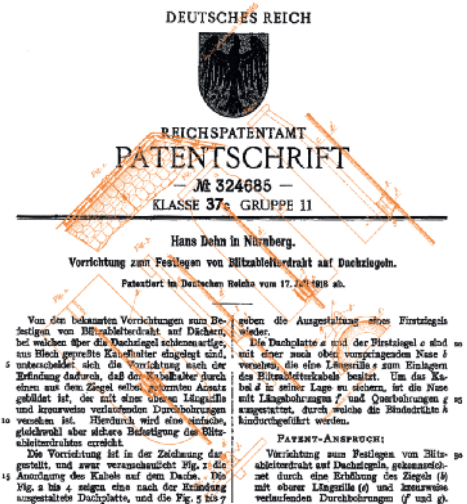 DEUTSCHES REICH
REICHSPATENTAMT
PATENTSCHRIFT
— № 324685 —
KLASSE 37c GRUPPE 11
Hans Dehn in Nürnberg.
Vorrichtung zum Festlegen von Blitzableiterdraht auf Dachziegeln.
Patentiert im Deutschen Reiche vom 17. Juli 1918 ab.
Von den bekannten Vorrichtungen zum Be-
festigen von Blitzableiterdraht auf Dächern,
bei welchen über die Dachziegel schienenartige,
aus Blech gepreßte Kabelhalter eingelegt sind,
5 unterscheidet sich die Vorrichtung nach der
Erfindung dadurch, daß der Kabelhalter durch
einen aus dem Ziegel selbst geformten Ansatz
gebildet ist, der mit einer oberen Längsrille
und kreuzweise verlaufenden Durchbohrungen
10 versehen ist. Hierdurch wird eine einfache,
gleichwohl aber sichere Befestigung des Blitz-
ableiterdrahtes erreicht.
Die Vorrichtung ist in der Zeichnung dar-
gestellt, und zwar veranschaulicht Fig. 1 die
15 Anordnung des Kabels auf dem Dache. Die
Fig. 2 bis 4 zeigen eine nach der Erfindung
ausgestaltete Dachplatte, und die Fig. 5 bis 7
geben die Ausgestaltung eines Firstziegels
wieder.
Die Dachplatte a und der Firstziegel c sind 20
mit einer nach oben vorspringenden Nase b
versehen, die eine Längsrille e zum Einlagern
des Blitzableiterkabels besitzt. Um das Ka-
bel d in seiner Lage zu sichern, ist die Nase
mit Längsbohrungen f und Querbohrungen g 25
ausgestattet, durch welche die Bindedrähte h
hindurchgeführt werden.
PATENT-ANSPRUCH:
Vorrichtung zum Festlegen von Blitz- 30
ableiterdraht auf Dachziegeln, gekennzeich-
net durch eine Erhöhung des Ziegels (b)
mit oberer Längsrille (e) und kreuzweise
verlaufenden Durchbohrungen (f und g).